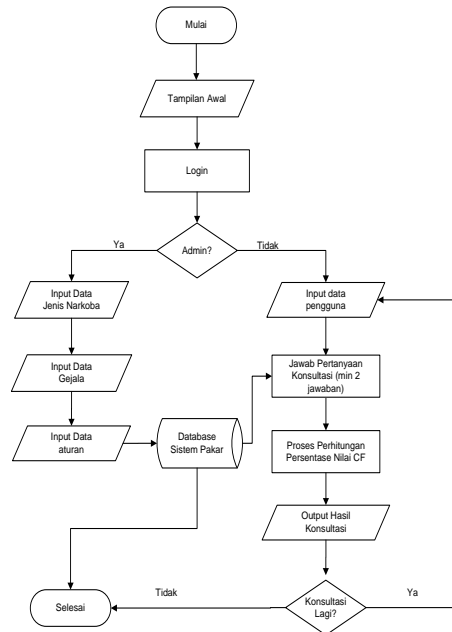 Mulai
Tampilan Awal
Login
Admin?
Ya
Tidak
Input Data
Jenis Narkoba
Input Data
Gejala
Input Data
aturan
Database
Sistem Pakar
Input data
pengguna
Jawab Pertanyaan
Konsultasi (min 2
jawaban)
Proses Perhitungan
Persentase Nilai CF
Output Hasil
Konsultasi
Konsultasi
Lagi?
Tidak
Ya
Selesai